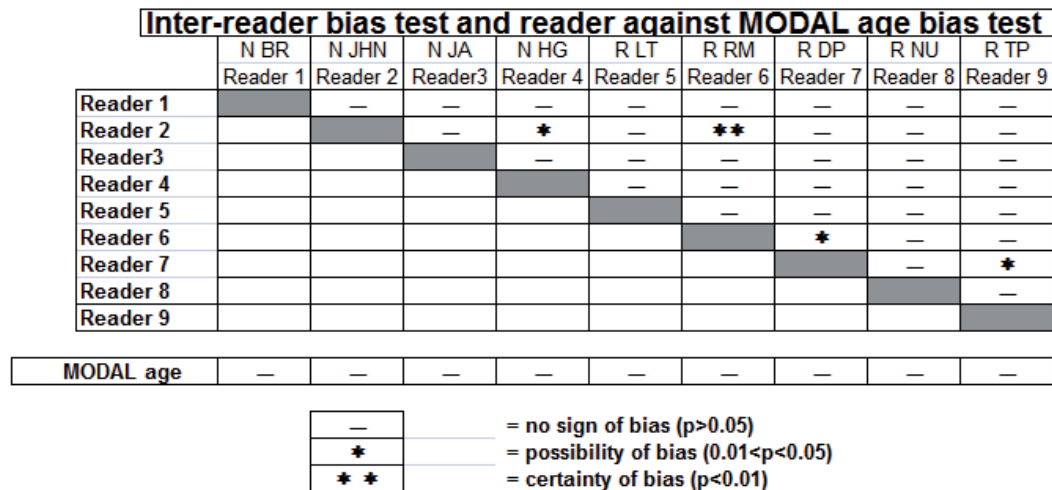 Inter-reader bias test and reader against MODAL age bias test
N BR N JHN N JA N HG R LT R RM R DP R NU R TP
Reader 1 Reader 2 Reader3 Reader 4 Reader 5 Reader 6 Reader 7 Reader 8 Reader 9
Reader 1 — — — — — — — —
Reader 2 — * — ** — — —
Reader3 — — — — — —
Reader 4 — — — — —
Reader 5 — — — —
Reader 6 * — —
Reader 7 — *
Reader 8 —
Reader 9
MODAL age — — — — — — — — —
— = no sign of bias (p>0.05)
* = possibility of bias (0.01<p<0.05)
* * = certainty of bias (p<0.01)